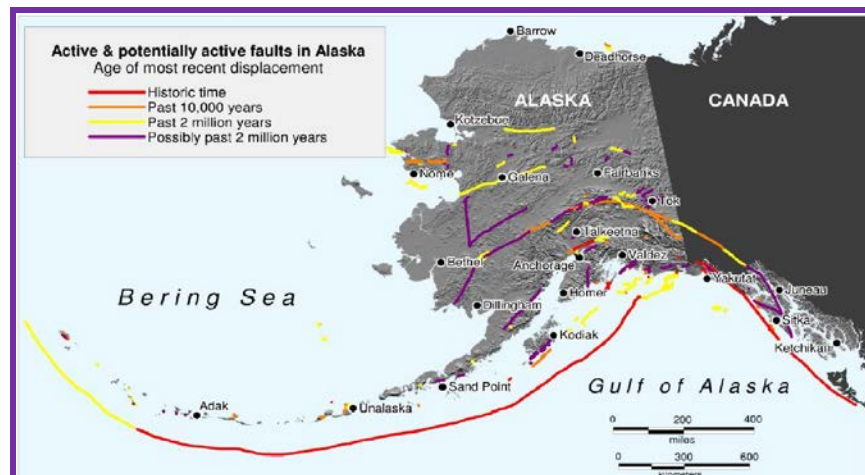 Active & potentially active faults in Alaska
Age of most recent displacement
Historic time
Past 10,000 years
Past 2 million years
Possibly past 2 million years
Barrow
Deadhorse
ALASKA
CANADA
Kotzebue
Nome
Galena
Fairbanks
Tok
Talkeetna
Bethel
Anchorage
Valdez
Yakutat
Juneau
Bering Sea
Dillingham
Homer
Sitka
Kodiak
Ketchikan
Sand Point
Gulf of Alaska
Adak
Unalaska
0 200 400
miles
0 300 600
kilometers